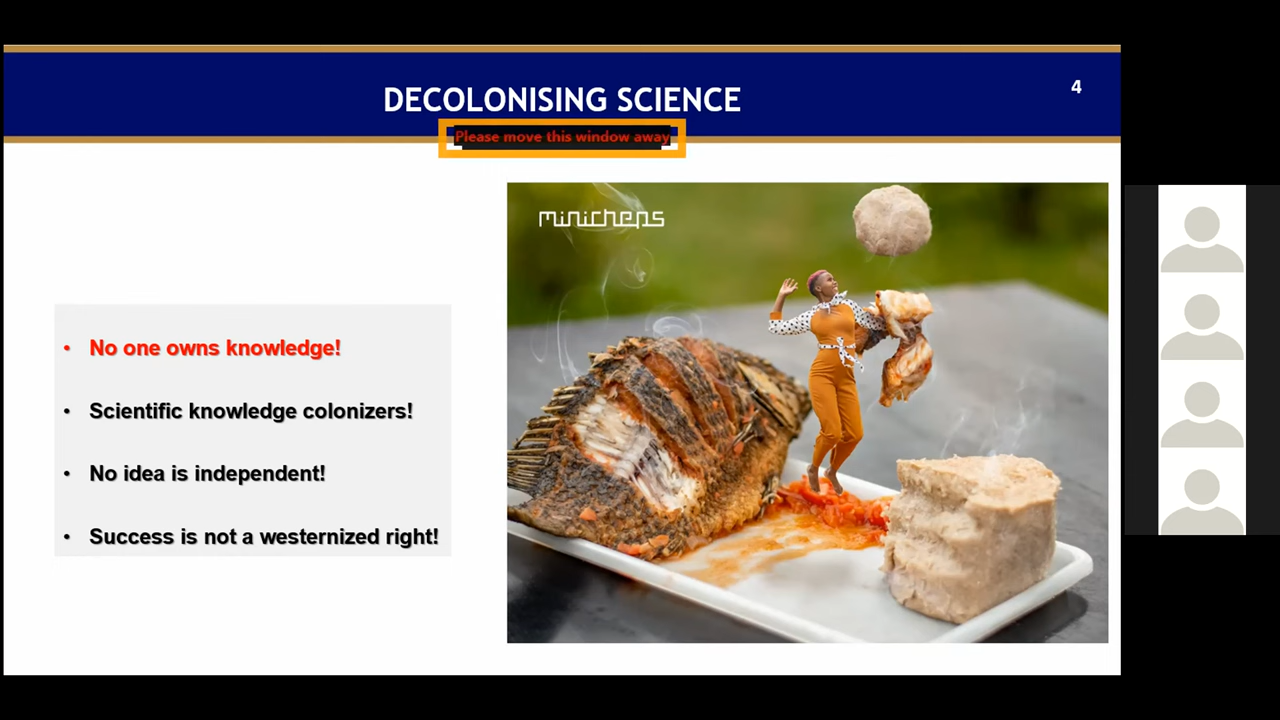 DECOLONISING SCIENCE
4
Please move this window away
minichens
• No one owns knowledge!
• Scientific knowledge colonizers!
• No idea is independent!
• Success is not a westernized right!